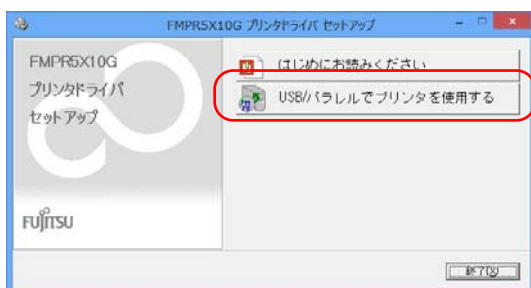 FMPR5X10G プリンタドライバ セットアップ
FMPR5X10G
プリンタドライバ
セットアップ
はじめにお読みください
USB/パラレルでプリンタを使用する
FUJITSU
終了(X)